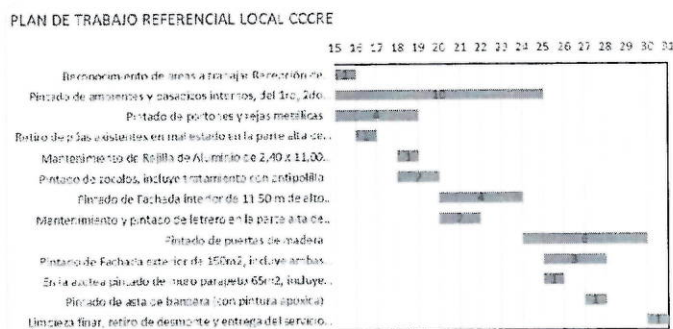 PLAN DE TRABAJO REFERENCIAL LOCAL CCCRE
15 16 17 18 19 20 21 22 23 24 25 26 27 28 29 30 31
Reconocimiento de areas a trabajar Recepción de.. 1
Pintado de ambientes y pasadizos internos, del 1ro, 2do 10
Pintado de portones y rejas metálicas 4
Retiro de púas existentes en mal estado en la parte alta de.. 1
Mantenimiento de Rejilla de Aluminio de 2,40 x 11,00.. 1
Pintado de zocalos, incluye tratamiento con antipolilla 2
Pintado de Fachada interior de 11.50 m de alto.. 4
Mantenimiento y pintado de letrero en la parte alta de.. 2
Pintado de puertas de madera 6
Pintado de Fachada exterior de 150m2, incluye ambas.. 3
En la azotea pintado de muro parapeto 65m2, incluye.. 1
Pintado de asta de bandera (con pintura epoxica) 1
Limpieza final, retiro de desmonte y entrega del servicio.. 1